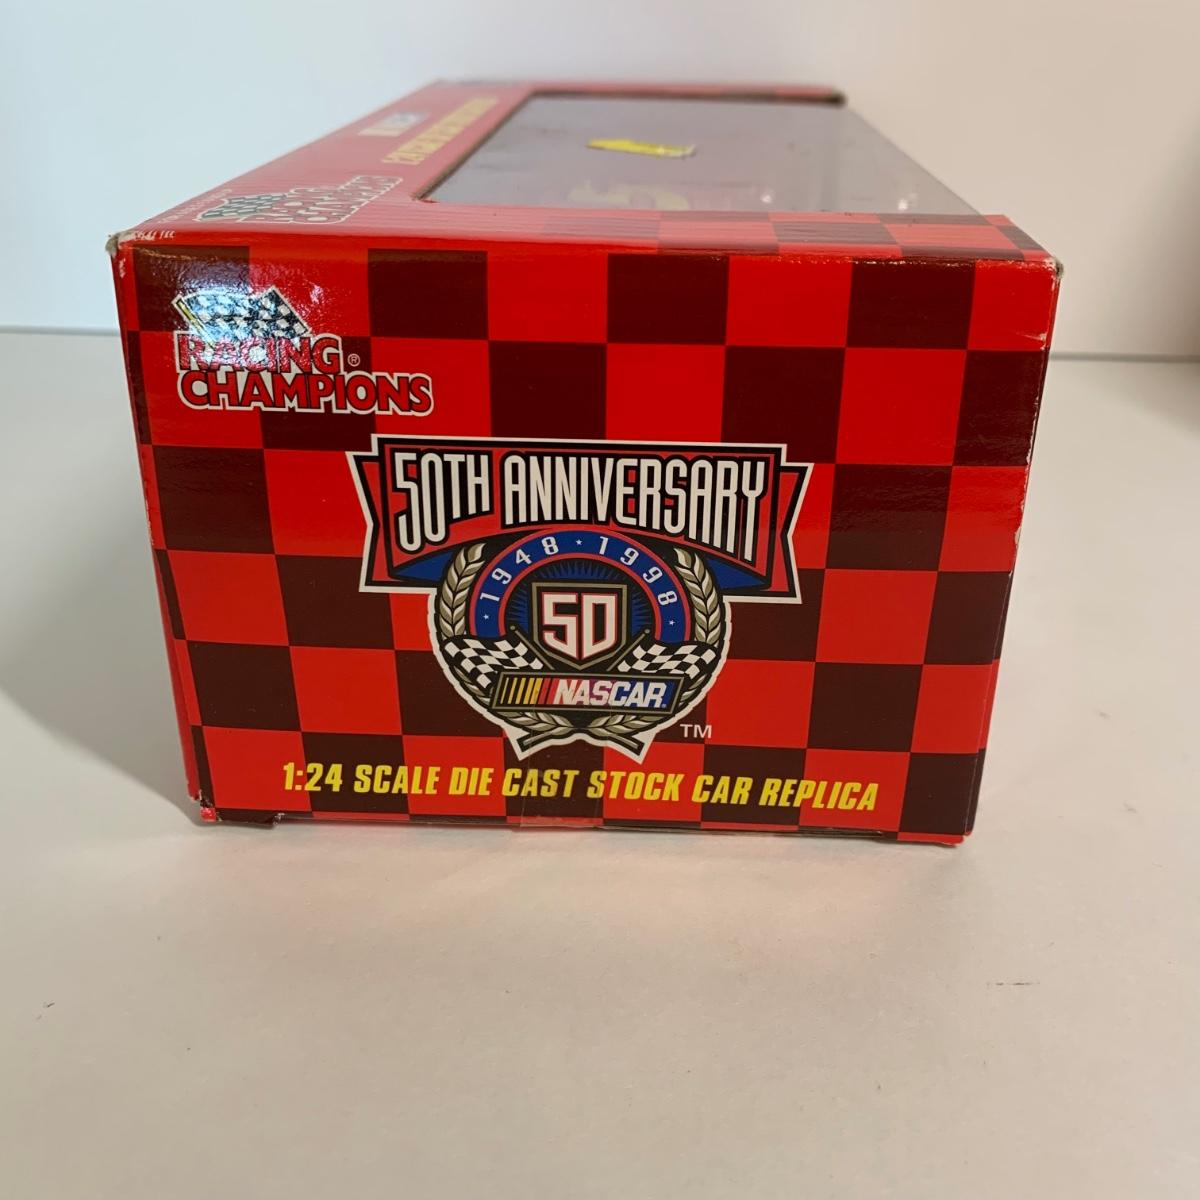 RACING®
CHAMPIONS
50TH ANNIVERSARY
1948 ★ 1998
50
NASCAR®
TM
1:24 SCALE DIE CAST STOCK CAR REPLICA